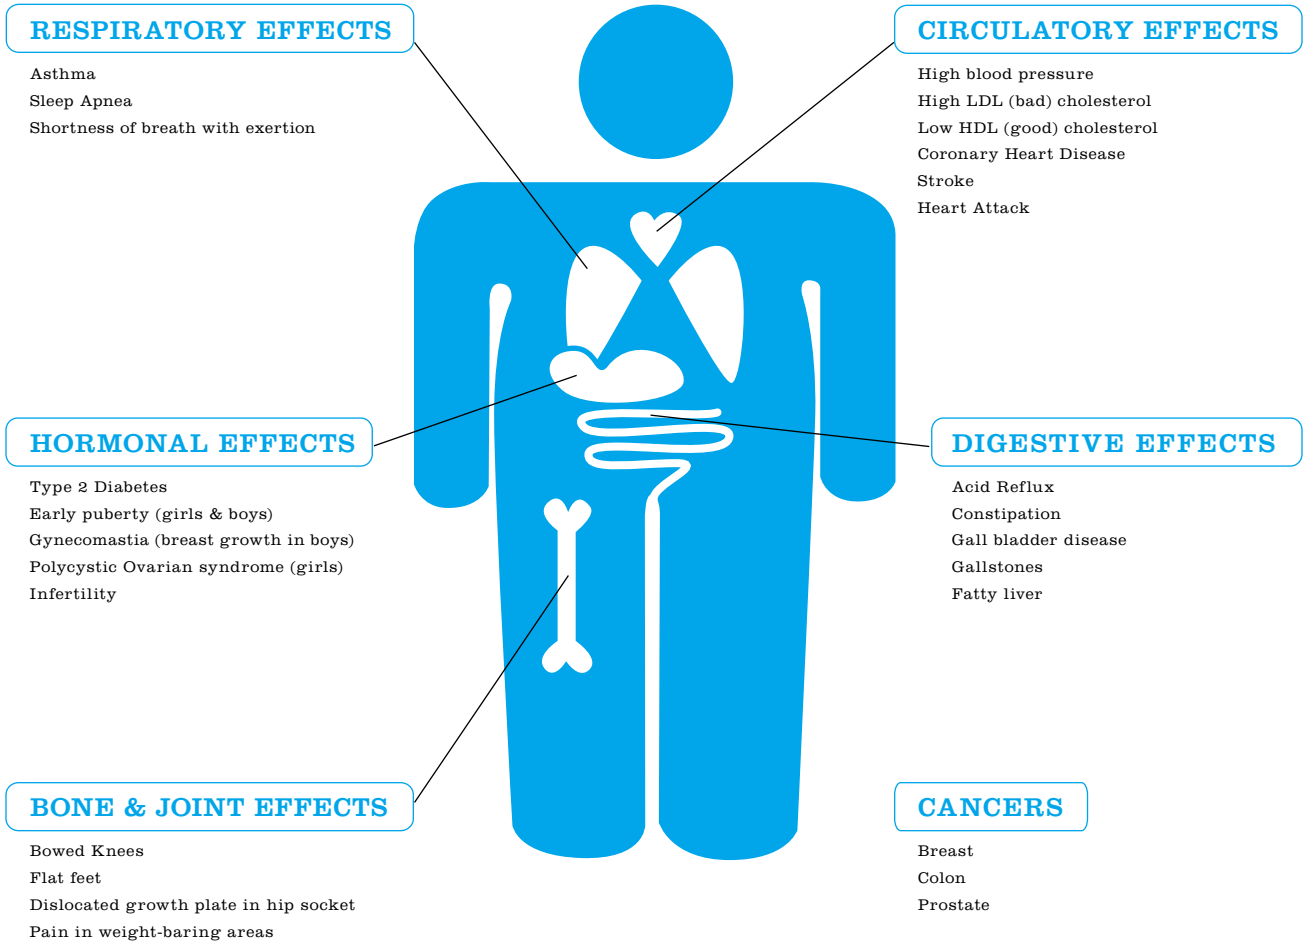 RESPIRATORY EFFECTS
Asthma
Sleep Apnea
Shortness of breath with exertion
CIRCULATORY EFFECTS
High blood pressure
High LDL (bad) cholesterol
Low HDL (good) cholesterol
Coronary Heart Disease
Stroke
Heart Attack
HORMONAL EFFECTS
Type 2 Diabetes
Early puberty (girls & boys)
Gynecomastia (breast growth in boys)
Polycystic Ovarian syndrome (girls)
Infertility
DIGESTIVE EFFECTS
Acid Reflux
Constipation
Gall bladder disease
Gallstones
Fatty liver
BONE & JOINT EFFECTS
Bowed Knees
Flat feet
Dislocated growth plate in hip socket
Pain in weight-baring areas
CANCERS
Breast
Colon
Prostate